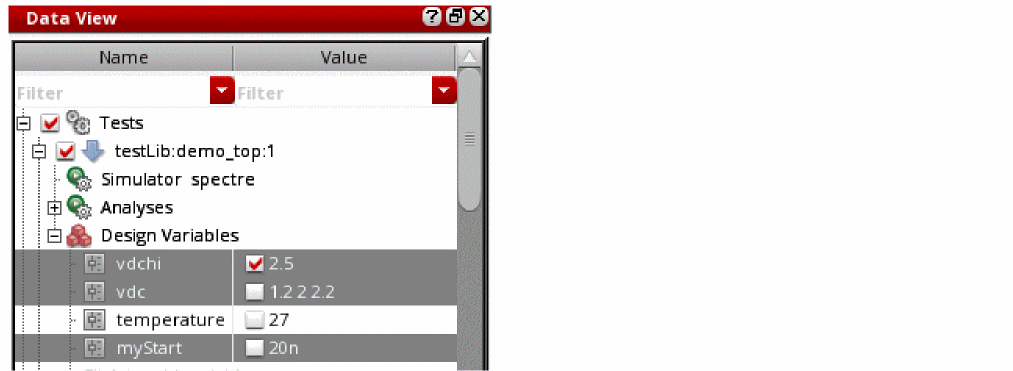 Data View
Name Value
Filter Filter
Tests
testLib:demo_top:1
Simulator spectre
Analyses
Design Variables
vdchi 2.5
vdc 1.2 2 2.2
temperature 27
myStart 20n